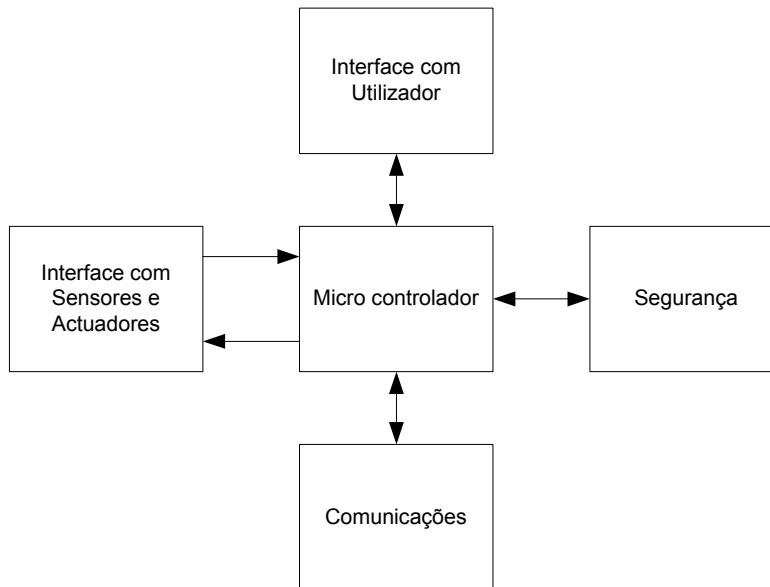 Interface com
Utilizador
Interface com
Sensores e
Actuadores
Micro controlador
Segurança
Comunicações